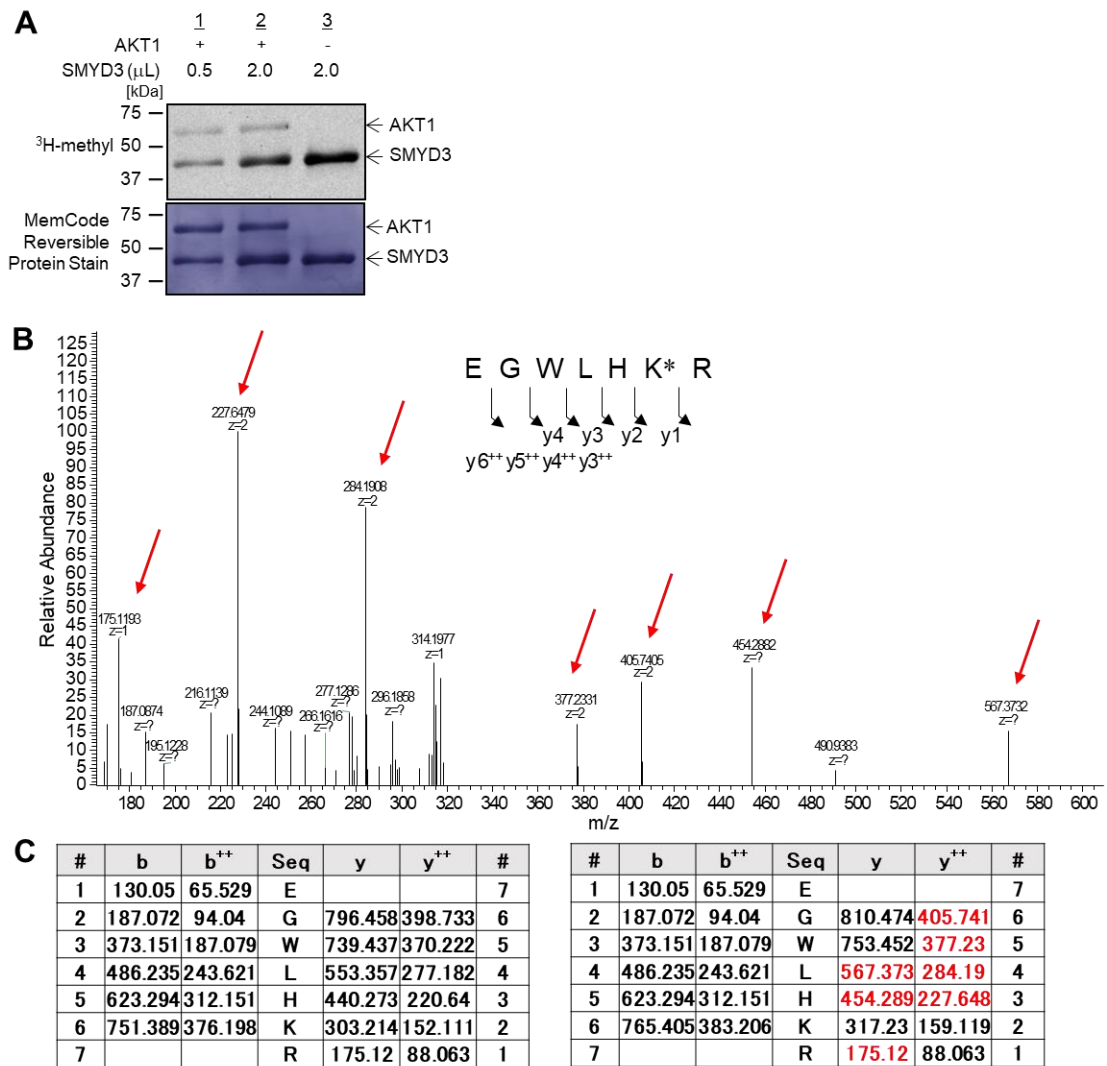 A
1 2 3
AKT1 + + -
SMYD3 (μL) 0.5 2.0 2.0
[kDa]
75
50
37
³H-methyl
AKT1
SMYD3
MemCode
Reversible
Protein Stain
75
50
37
AKT1
SMYD3
B
Relative Abundance
125
120
115
110
105
100
95
90
85
80
75
70
65
60
55
50
45
40
35
30
25
20
15
10
5
0
E G W L H K* R
y4 y3 y2 y1
y6⁺⁺ y5⁺⁺ y4⁺⁺ y3⁺⁺
227.6479
z=2
284.1908
z=2
175.1193
z=1
187.0874
z=?
195.1228
z=?
216.1139
z=?
244.1089
z=?
266.1616
z=?
277.1286
z=?
296.1858
z=?
314.1977
z=1
377.2331
z=2
405.7405
z=2
454.2882
z=?
490.9383
z=?
567.3732
z=?
180 200 220 240 260 280 300 320 340 360 380 400 420 440 460 480 500 520 540 560 580 600
m/z
C
# b b⁺⁺ Seq y y⁺⁺ #
1 130.05 65.529 E 7
2 187.072 94.04 G 796.458 398.733 6
3 373.151 187.079 W 739.437 370.222 5
4 486.235 243.621 L 553.357 277.182 4
5 623.294 312.151 H 440.273 220.64 3
6 751.389 376.198 K 303.214 152.111 2
7 R 175.12 88.063 1
# b b⁺⁺ Seq y y⁺⁺ #
1 130.05 65.529 E 7
2 187.072 94.04 G 810.474 405.741 6
3 373.151 187.079 W 753.452 377.23 5
4 486.235 243.621 L 567.373 284.19 4
5 623.294 312.151 H 454.289 227.648 3
6 765.405 383.206 K 317.23 159.119 2
7 R 175.12 88.063 1